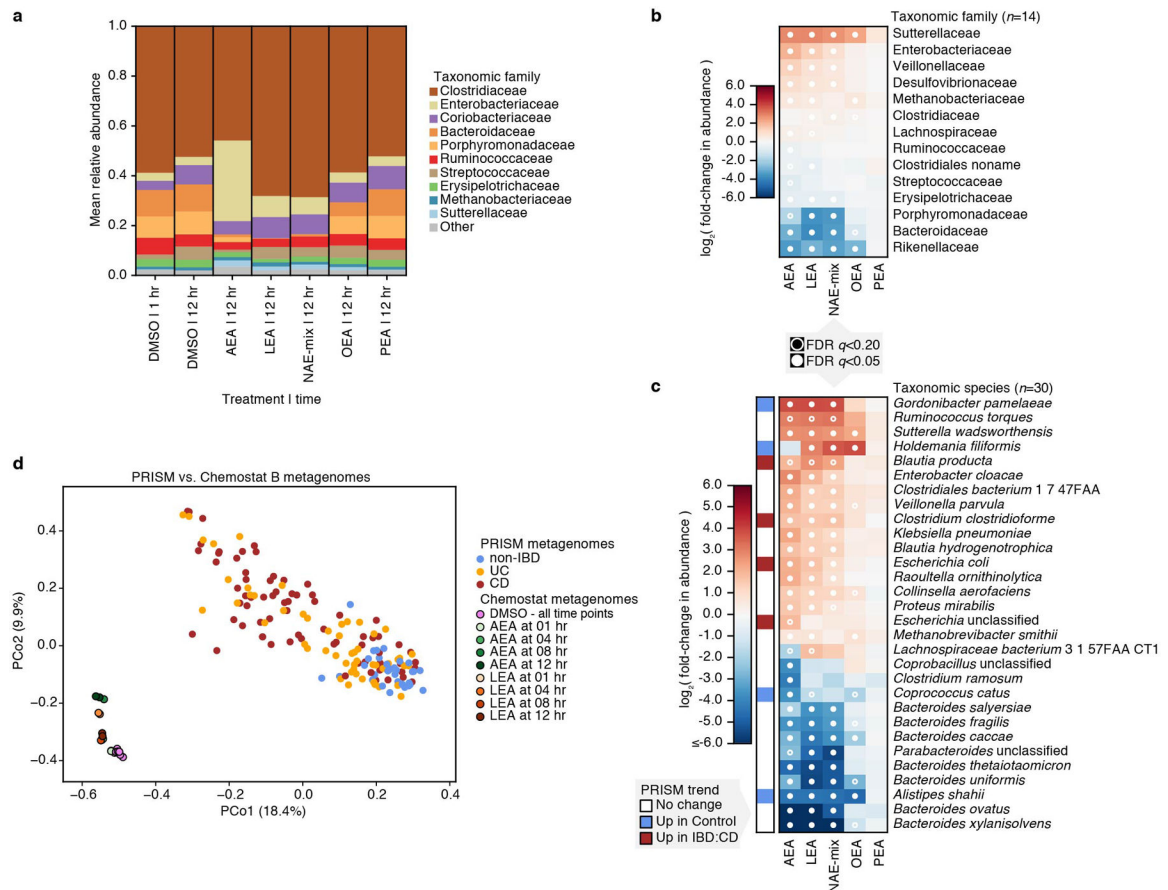 a
Mean relative abundance
1.0
0.8
0.6
0.4
0.2
0.0
DMSO | 1 hr
DMSO | 12 hr
AEA | 12 hr
LEA | 12 hr
NAE-mix | 12 hr
OEA | 12 hr
PEA | 12 hr
Treatment | time
Taxonomic family
Clostridiaceae
Enterobacteriaceae
Coriobacteriaceae
Bacteroidaceae
Porphyromonadaceae
Ruminococcaceae
Streptococcaceae
Erysipelotrichaceae
Methanobacteriaceae
Sutterellaceae
Other
b
Taxonomic family (n=14)
log2( fold-change in abundance )
6.0
4.0
2.0
0.0
-2.0
-4.0
-6.0
Sutterellaceae
Enterobacteriaceae
Veillonellaceae
Desulfovibrionaceae
Methanobacteriaceae
Clostridiaceae
Lachnospiraceae
Ruminococcaceae
Clostridiales noname
Streptococcaceae
Erysipelotrichaceae
Porphyromonadaceae
Bacteroidaceae
Rikenellaceae
AEA
LEA
NAE-mix
OEA
PEA
FDR q<0.20
FDR q<0.05
c
Taxonomic species (n=30)
log2( fold-change in abundance )
6.0
5.0
4.0
3.0
2.0
1.0
0.0
-1.0
-2.0
-3.0
-4.0
-5.0
≤-6.0
Gordonibacter pamelaeae
Ruminococcus torques
Sutterella wadsworthensis
Holdemania filiformis
Blautia producta
Enterobacter cloacae
Clostridiales bacterium 1 7 47FAA
Veillonella parvula
Clostridium clostridioforme
Klebsiella pneumoniae
Blautia hydrogenotrophica
Escherichia coli
Raoultella ornithinolytica
Collinsella aerofaciens
Proteus mirabilis
Escherichia unclassified
Methanobrevibacter smithii
Lachnospiraceae bacterium 3 1 57FAA CT1
Coprobacillus unclassified
Clostridium ramosum
Coprococcus catus
Bacteroides salyersiae
Bacteroides fragilis
Bacteroides caccae
Parabacteroides unclassified
Bacteroides thetaiotaomicron
Bacteroides uniformis
Alistipes shahii
Bacteroides ovatus
Bacteroides xylanisolvens
AEA
LEA
NAE-mix
OEA
PEA
PRISM trend
No change
Up in Control
Up in IBD:CD
d
PRISM vs. Chemostat B metagenomes
PCo2 (9.9%)
0.4
0.2
0.0
−0.2
−0.4
−0.6
−0.4
−0.2
0.0
0.2
0.4
PCo1 (18.4%)
PRISM metagenomes
non-IBD
UC
CD
Chemostat metagenomes
DMSO - all time points
AEA at 01 hr
AEA at 04 hr
AEA at 08 hr
AEA at 12 hr
LEA at 01 hr
LEA at 04 hr
LEA at 08 hr
LEA at 12 hr